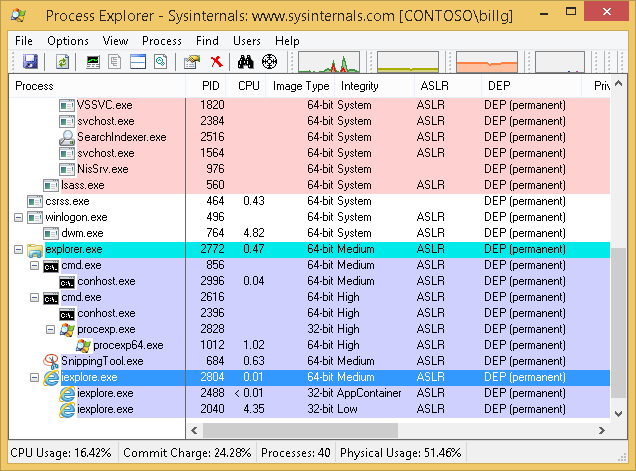 Process Explorer - Sysinternals: www.sysinternals.com [CONTOSO\billg]
File Options View Process Find Users Help
Process PID CPU Image Type Integrity ASLR DEP Priv
VSSVC.exe 1820 64-bit System ASLR DEP (permanent)
svchost.exe 2384 64-bit System ASLR DEP (permanent)
SearchIndexer.exe 2516 64-bit System ASLR DEP (permanent)
svchost.exe 1564 64-bit System ASLR DEP (permanent)
NisSrv.exe 976 64-bit System DEP (permanent)
lsass.exe 560 64-bit System ASLR DEP (permanent)
csrss.exe 464 0.43 64-bit System DEP (permanent)
winlogon.exe 496 64-bit System ASLR DEP (permanent)
dwm.exe 764 4.82 64-bit System ASLR DEP (permanent)
explorer.exe 2772 0.47 64-bit Medium ASLR DEP (permanent)
cmd.exe 856 64-bit Medium ASLR DEP (permanent)
conhost.exe 2996 0.04 64-bit Medium ASLR DEP (permanent)
cmd.exe 2616 64-bit High ASLR DEP (permanent)
conhost.exe 2396 64-bit High ASLR DEP (permanent)
procexp.exe 2828 32-bit High ASLR DEP (permanent)
procexp64.exe 1012 1.02 64-bit High ASLR DEP (permanent)
SnippingTool.exe 684 0.63 64-bit Medium ASLR DEP (permanent)
iexplore.exe 2804 0.01 64-bit Medium ASLR DEP (permanent)
iexplore.exe 2488 < 0.01 32-bit AppContainer ASLR DEP (permanent)
iexplore.exe 2040 4.35 32-bit Low ASLR DEP (permanent)
CPU Usage: 16.42% Commit Charge: 24.28% Processes: 40 Physical Usage: 51.46%